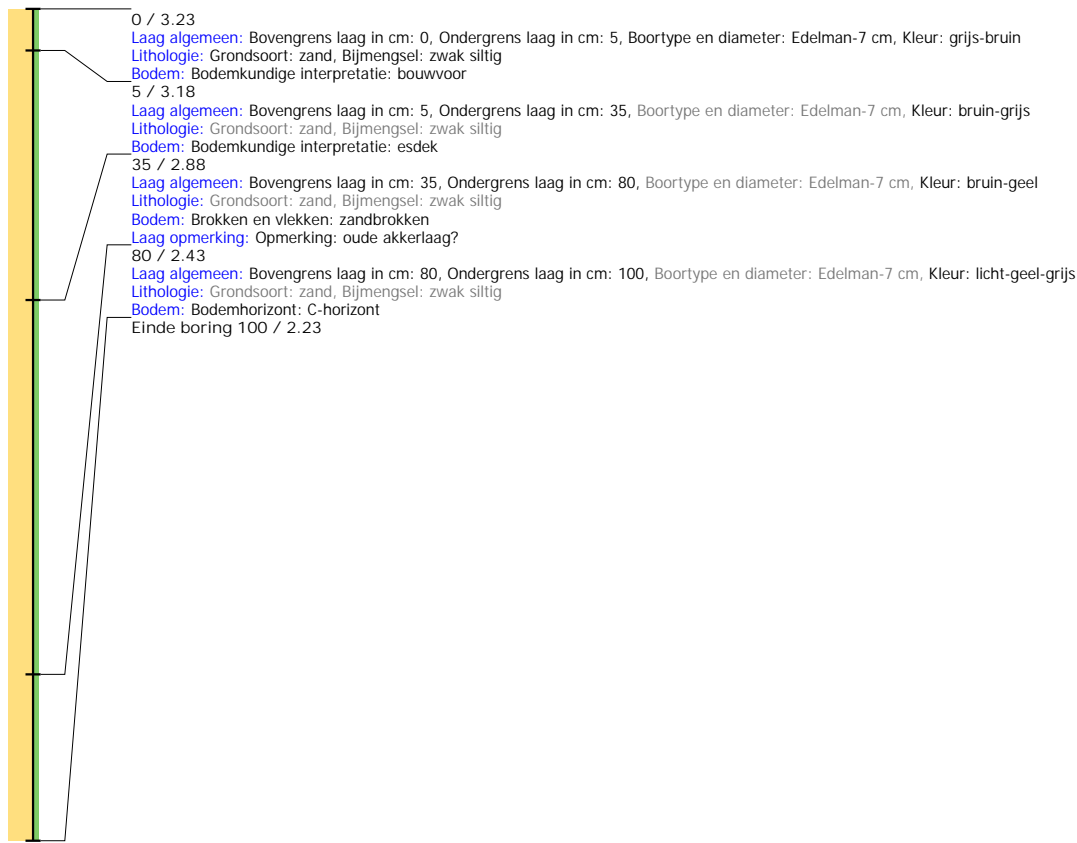 0 / 3.23
Laag algemeen: Bovengrens laag in cm: 0, Ondergrens laag in cm: 5, Boortype en diameter: Edelman-7 cm, Kleur: grijs-bruin
Lithologie: Grondsoort: zand, Bijmengsel: zwak siltig
Bodem: Bodemkundige interpretatie: bouwvoor
5 / 3.18
Laag algemeen: Bovengrens laag in cm: 5, Ondergrens laag in cm: 35, Boortype en diameter: Edelman-7 cm, Kleur: bruin-grijs
Lithologie: Grondsoort: zand, Bijmengsel: zwak siltig
Bodem: Bodemkundige interpretatie: esdek
35 / 2.88
Laag algemeen: Bovengrens laag in cm: 35, Ondergrens laag in cm: 80, Boortype en diameter: Edelman-7 cm, Kleur: bruin-geel
Lithologie: Grondsoort: zand, Bijmengsel: zwak siltig
Bodem: Brokken en vlekken: zandbrokken
Laag opmerking: Opmerking: oude akkerlaag?
80 / 2.43
Laag algemeen: Bovengrens laag in cm: 80, Ondergrens laag in cm: 100, Boortype en diameter: Edelman-7 cm, Kleur: licht-geel-grijs
Lithologie: Grondsoort: zand, Bijmengsel: zwak siltig
Bodem: Bodemhorizont: C-horizont
Einde boring 100 / 2.23